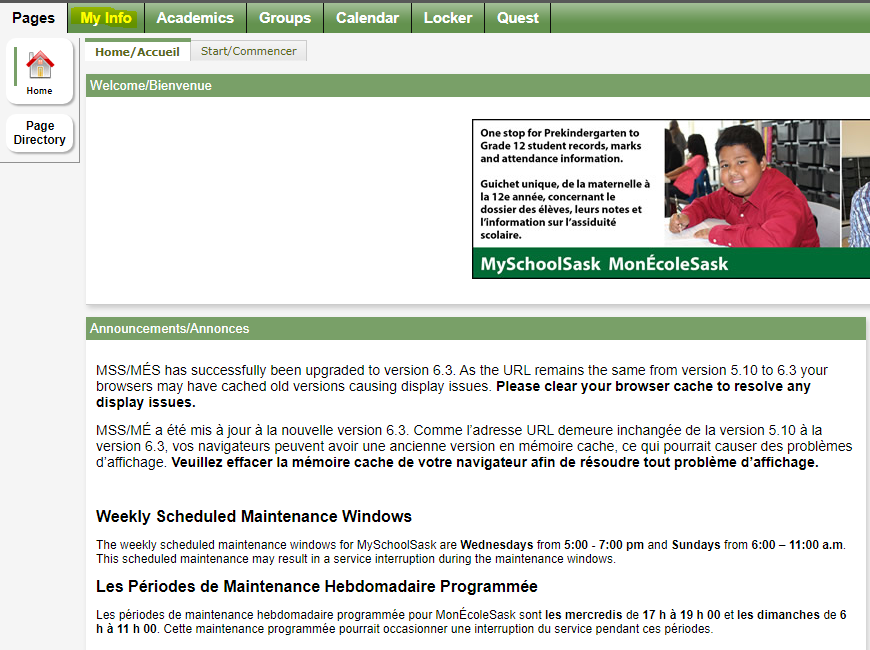 Pages My Info Academics Groups Calendar Locker Quest
Home/Accueil Start/Commencer
Home
Page
Directory
Welcome/Bienvenue
One stop for Prekindergarten to
Grade 12 student records, marks
and attendance information.
Guichet unique, de la maternelle à
la 12e année, concernant le
dossier des élèves, leurs notes et
l'information sur l'assiduité
scolaire.
MySchoolSask MonÉcoleSask
Announcements/Annonces
MSS/MÉS has successfully been upgraded to version 6.3. As the URL remains the same from version 5.10 to 6.3 your
browsers may have cached old versions causing display issues. Please clear your browser cache to resolve any
display issues.
MSS/MÉ a été mis à jour à la nouvelle version 6.3. Comme l'adresse URL demeure inchangée de la version 5.10 à la
version 6.3, vos navigateurs peuvent avoir une ancienne version en mémoire cache, ce qui pourrait causer des problèmes
d'affichage. Veuillez effacer la mémoire cache de votre navigateur afin de résoudre tout problème d'affichage.
Weekly Scheduled Maintenance Windows
The weekly scheduled maintenance windows for MySchoolSask are Wednesdays from 5:00 - 7:00 pm and Sundays from 6:00 – 11:00 a.m.
This scheduled maintenance may result in a service interruption during the maintenance windows.
Les Périodes de Maintenance Hebdomadaire Programmée
Les périodes de maintenance hebdomadaire programmée pour MonÉcoleSask sont les mercredis de 17 h à 19 h 00 et les dimanches de 6
h à 11 h 00. Cette maintenance programmée pourrait occasionner une interruption du service pendant ces périodes.